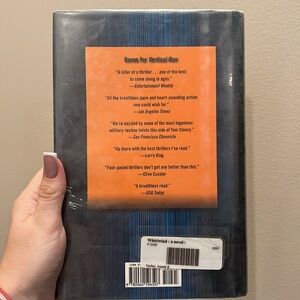 Raves for Vertical Run
"A killer of a thriller . . . one of the best
to come along in ages."
—Entertainment Weekly
"All the breathless pace and heart-pounding action
one could wish for."
—Los Angeles Times
"We're dazzled by some of the most ingenious
military-techno twists this side of Tom Clancy."
—San Francisco Chronicle
"Up there with the best thrillers I've read."
—Larry King
"Fast-paced thrillers don't get any better than this."
—Clive Cussler
"A breathless read."
—USA Today
Whirlwind : a novel /